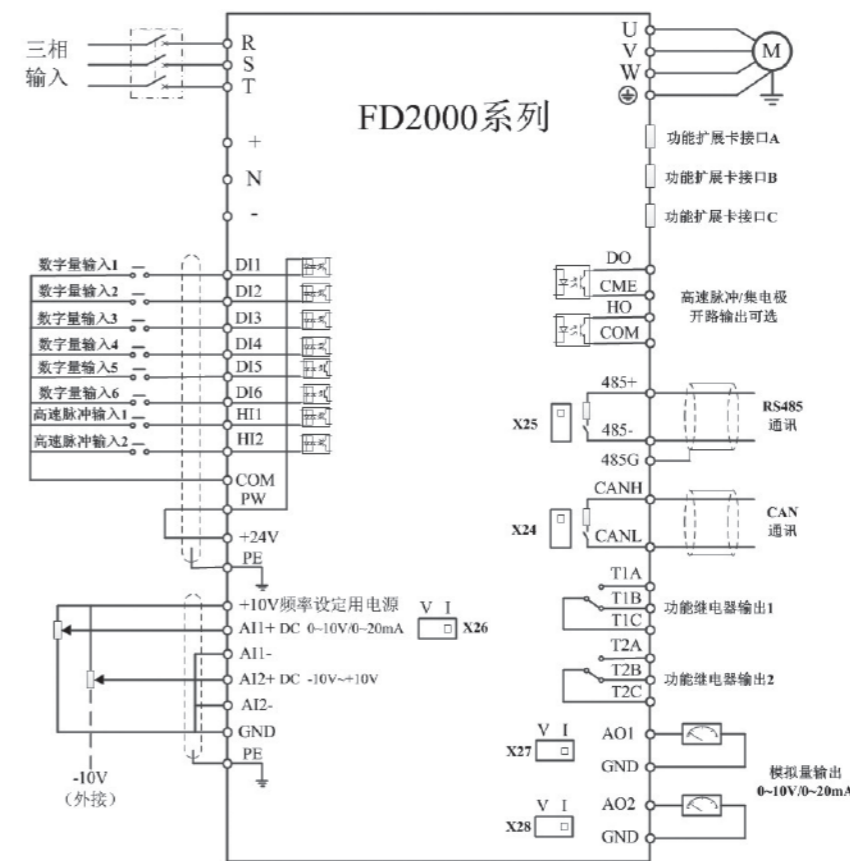 FD2000系列
三相
输入
R
S
T
+
N
-
数字量输入1
DI1
数字量输入2
DI2
数字量输入3
DI3
数字量输入4
DI4
数字量输入5
DI5
数字量输入6
DI6
高速脉冲输入1
HI1
高速脉冲输入2
HI2
COM
PW
+24V
PE
+10V频率设定用电源
AI1+ DC 0~10V/0~20mA
V I
X26
AI1-
AI2+ DC -10V~+10V
AI2-
GND
PE
-10V
(外接)
U
V
W
M
功能扩展卡接口A
功能扩展卡接口B
功能扩展卡接口C
DO
CME
HO
COM
高速脉冲/集电极
开路输出可选
485+
X25
485-
485G
RS485
通讯
CANH
X24
CANL
CAN
通讯
T1A
T1B
T1C
功能继电器输出1
T2A
T2B
T2C
功能继电器输出2
V I
X27
AO1
GND
V I
X28
AO2
GND
模拟量输出
0~10V/0~20mA